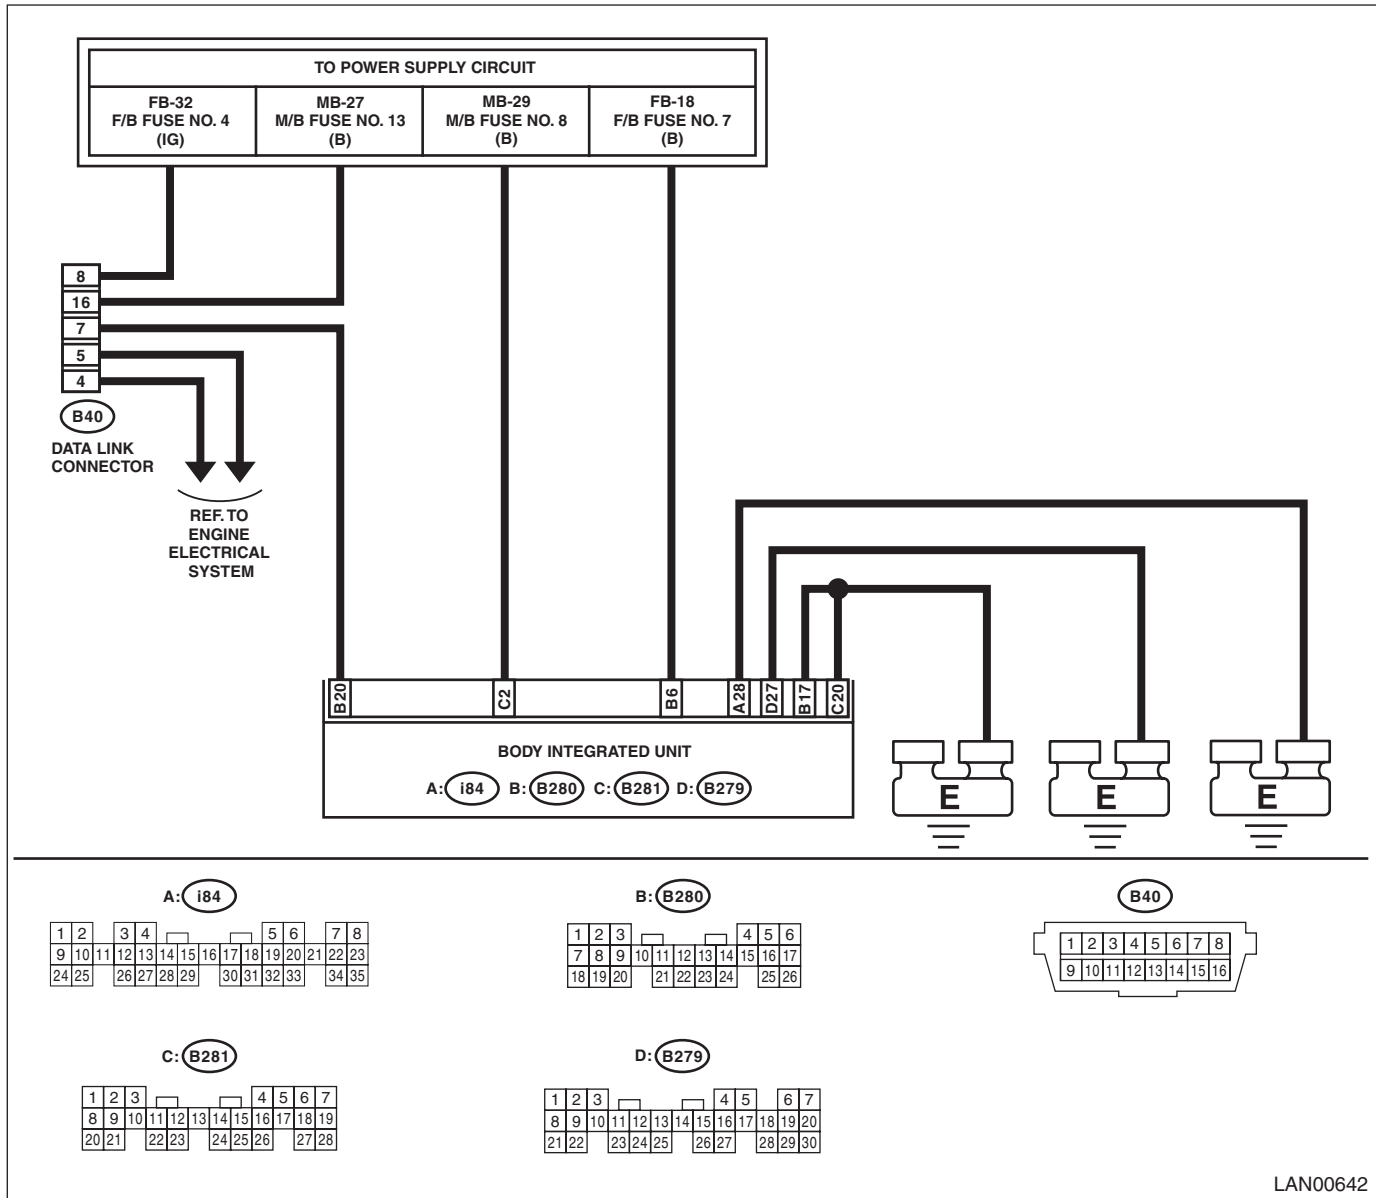 TO POWER SUPPLY CIRCUIT
FB-32
F/B FUSE NO. 4
(IG)
MB-27
M/B FUSE NO. 13
(B)
MB-29
M/B FUSE NO. 8
(B)
FB-18
F/B FUSE NO. 7
(B)
8
16
7
5
4
B40
DATA LINK
CONNECTOR
REF. TO
ENGINE
ELECTRICAL
SYSTEM
B20
C2
B6
A28
D27
B17
C20
BODY INTEGRATED UNIT
A: i84 B: B280 C: B281 D: B279
E
E
E
A: i84
1 2 3 4 5 6 7 8
9 10 11 12 13 14 15 16 17 18 19 20 21 22 23
24 25 26 27 28 29 30 31 32 33 34 35
B: B280
1 2 3 4 5 6
7 8 9 10 11 12 13 14 15 16 17
18 19 20 21 22 23 24 25 26
B40
1 2 3 4 5 6 7 8
9 10 11 12 13 14 15 16
C: B281
1 2 3 4 5 6 7
8 9 10 11 12 13 14 15 16 17 18 19
20 21 22 23 24 25 26 27 28
D: B279
1 2 3 4 5 6 7
8 9 10 11 12 13 14 15 16 17 18 19 20
21 22 23 24 25 26 27 28 29 30
LAN00642